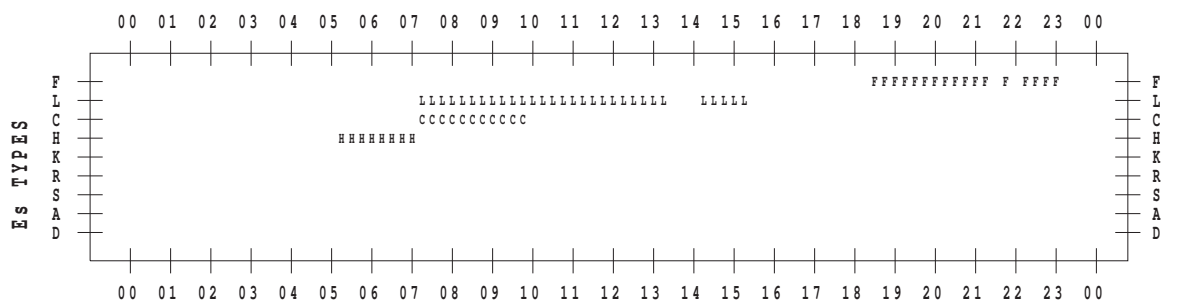 00 01 02 03 04 05 06 07 08 09 10 11 12 13 14 15 16 17 18 19 20 21 22 23 00
F FFFFFFFFFFFF F FFFF F
L LLLLLLLLLLLLLLLLLLLLLLLLL LLLLL L
C CCCCCCCCCCC C
H HHHHHHHH H
K K
R R
S S
A A
D D
Es TYPES
00 01 02 03 04 05 06 07 08 09 10 11 12 13 14 15 16 17 18 19 20 21 22 23 00